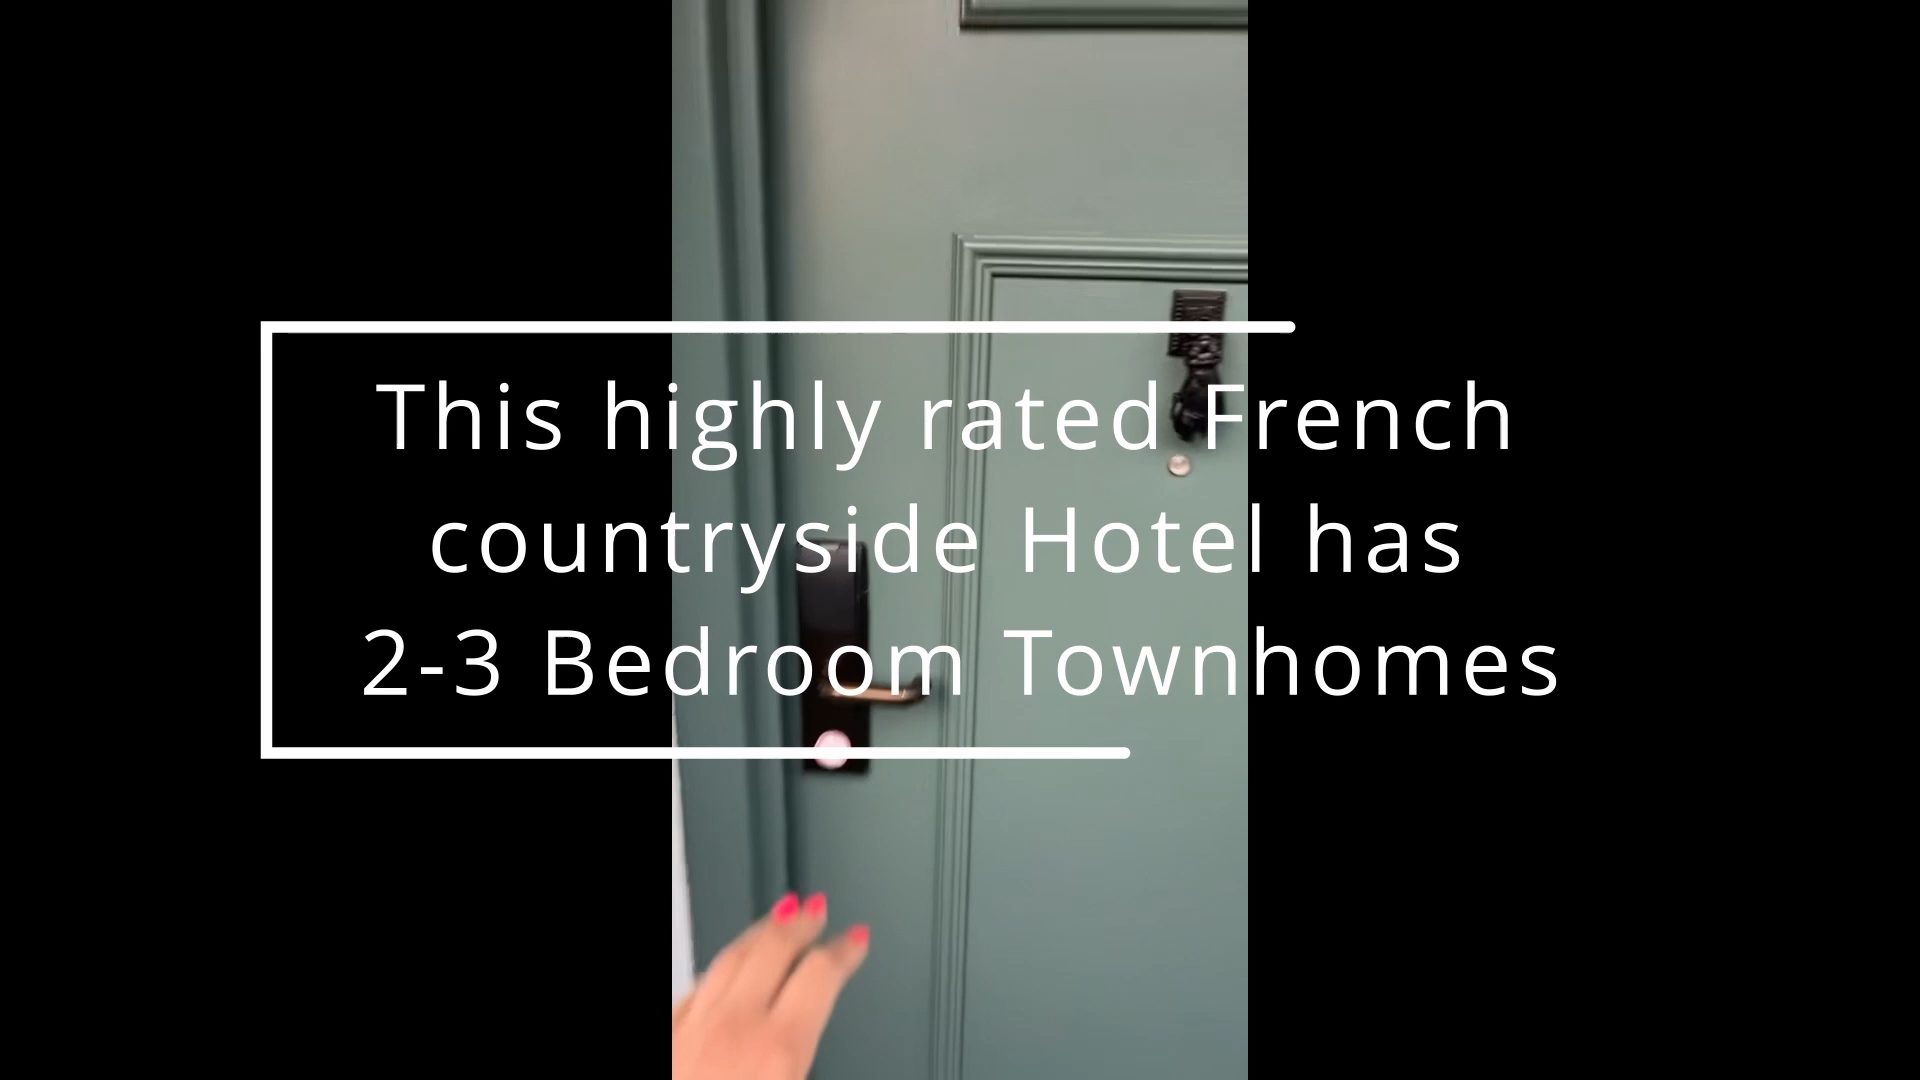 This highly rated French
countryside Hotel has
2-3 Bedroom Townhomes